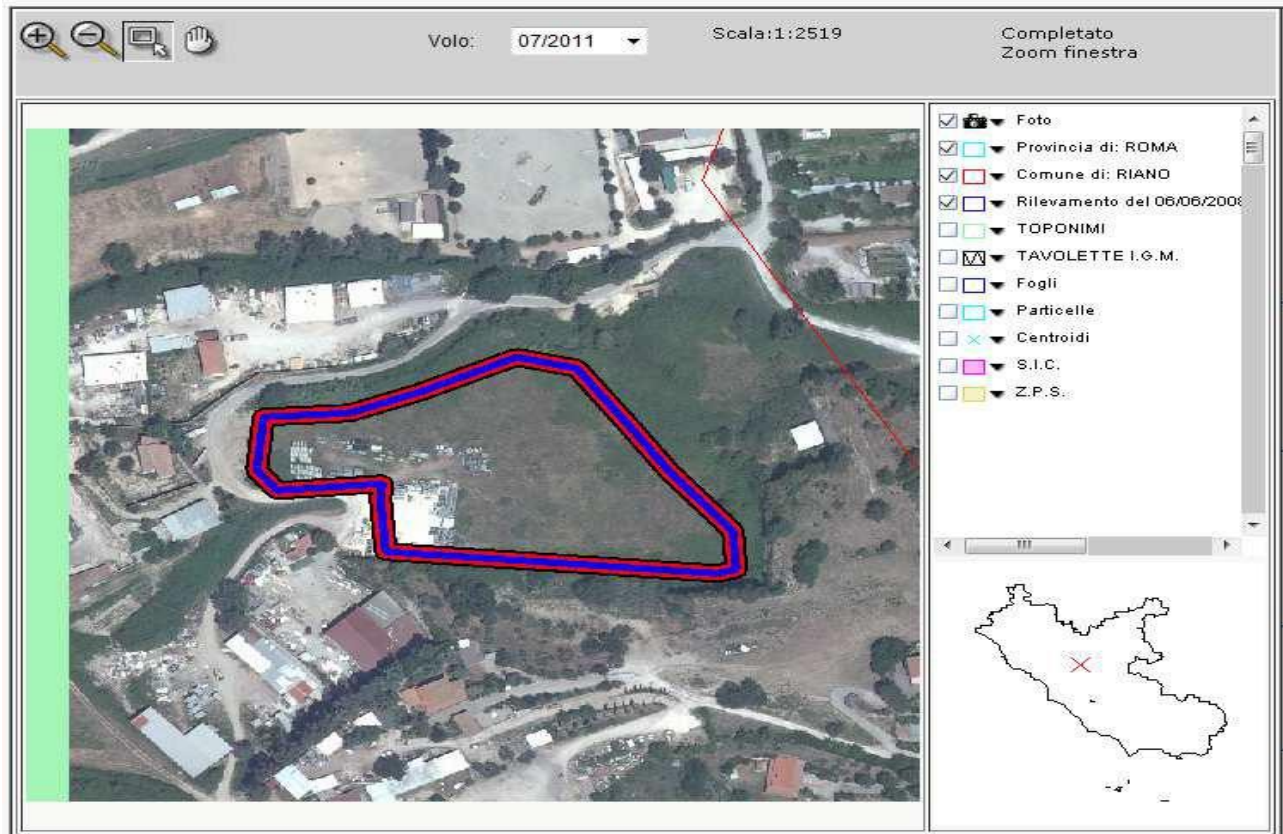 Volo:
07/2011
Scala:1:2519
Completato
Zoom finestra
Foto
Provincia di: ROMA
Comune di: RIANO
Rilevamento del 06/06/2008
TOPONIMI
TAVOLETTE I.G.M.
Fogli
Particelle
Centroidi
S.I.C.
Z.P.S.